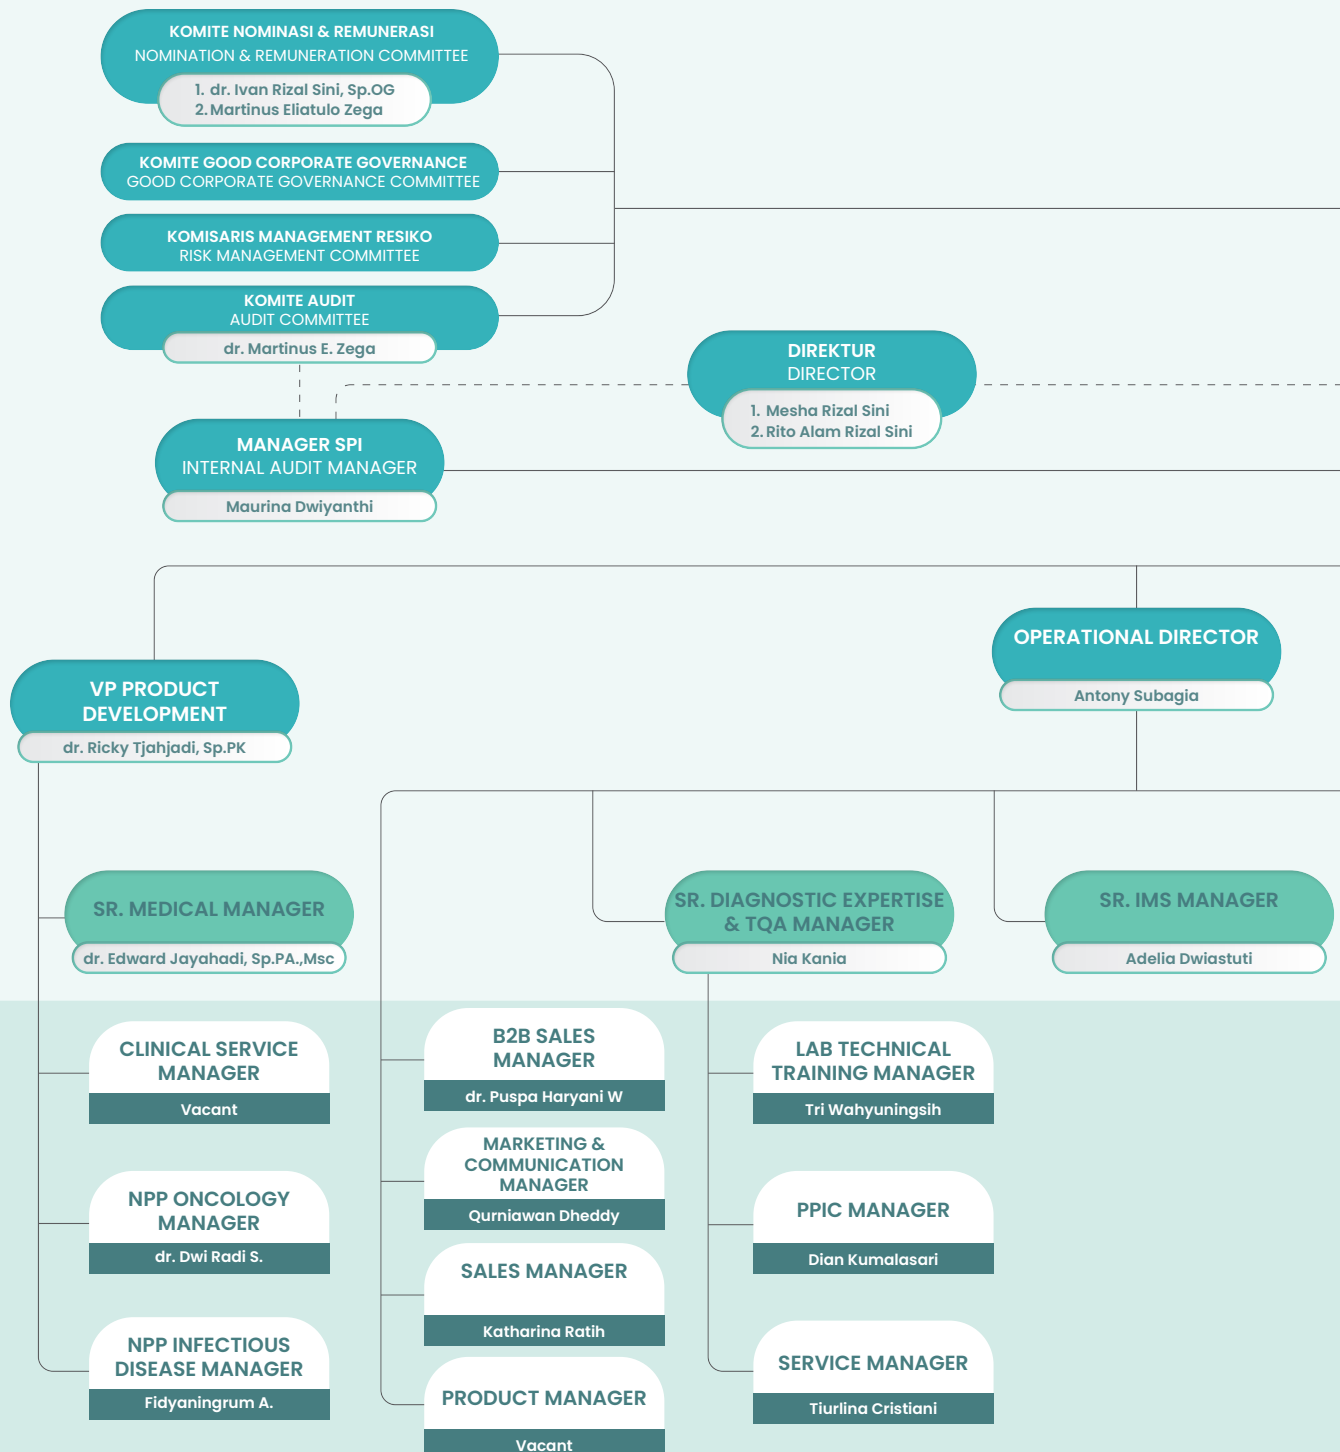 KOMITE NOMINASI & REMUNERASI
NOMINATION & REMUNERATION COMMITTEE
1. dr. Ivan Rizal Sini, Sp.OG
2. Martinus Eliatulo Zega
KOMITE GOOD CORPORATE GOVERNANCE
GOOD CORPORATE GOVERNANCE COMMITTEE
KOMISARIS MANAGEMENT RESIKO
RISK MANAGEMENT COMMITTEE
KOMITE AUDIT
AUDIT COMMITTEE
dr. Martinus E. Zega
DIREKTUR
DIRECTOR
1. Mesha Rizal Sini
2. Rito Alam Rizal Sini
MANAGER SPI
INTERNAL AUDIT MANAGER
Maurina Dwiyanthi
OPERATIONAL DIRECTOR
Antony Subagia
VP PRODUCT
DEVELOPMENT
dr. Ricky Tjahjadi, Sp.PK
SR. MEDICAL MANAGER
dr. Edward Jayahadi, Sp.PA.,Msc
SR. DIAGNOSTIC EXPERTISE
& TQA MANAGER
Nia Kania
SR. IMS MANAGER
Adelia Dwiastuti
CLINICAL SERVICE
MANAGER
Vacant
NPP ONCOLOGY
MANAGER
dr. Dwi Radi S.
NPP INFECTIOUS
DISEASE MANAGER
Fidyaningrum A.
B2B SALES
MANAGER
dr. Puspa Haryani W
MARKETING &
COMMUNICATION
MANAGER
Qurniawan Dheddy
SALES MANAGER
Katharina Ratih
PRODUCT MANAGER
Vacant
LAB TECHNICAL
TRAINING MANAGER
Tri Wahyuningsih
PPIC MANAGER
Dian Kumalasari
SERVICE MANAGER
Tiurlina Cristiani